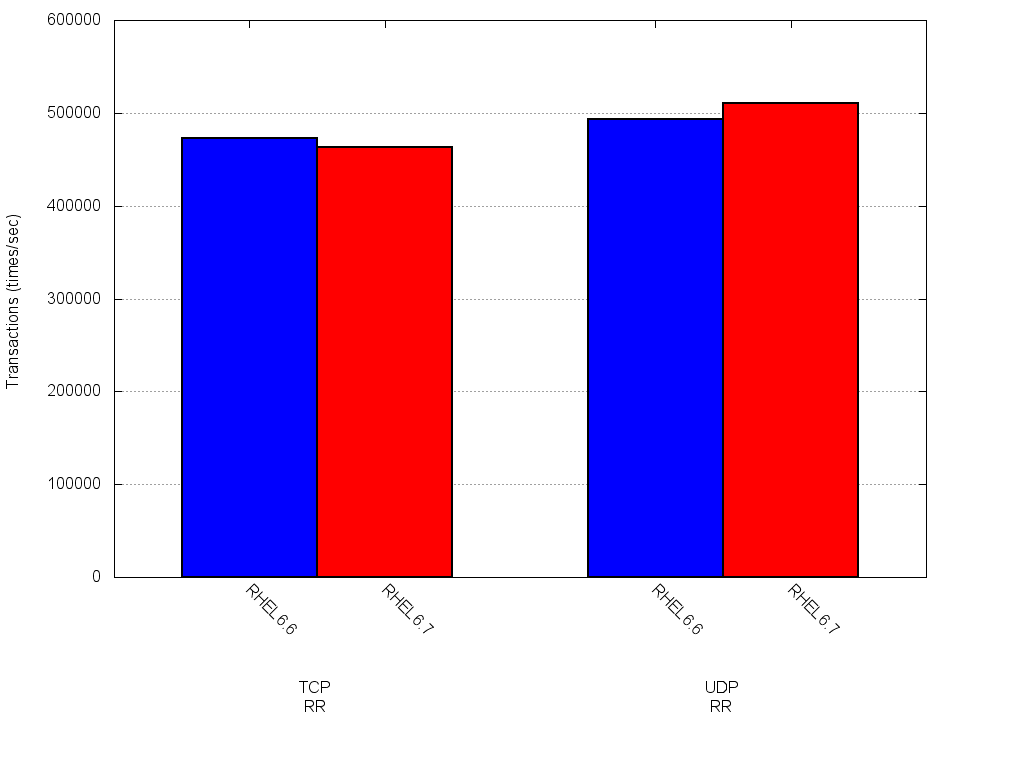 600000
500000
400000
300000
200000
100000
0
Transactions (times/sec)
RHEL6.6
RHEL6.7
RHEL6.6
RHEL6.7
TCP
RR
UDP
RR